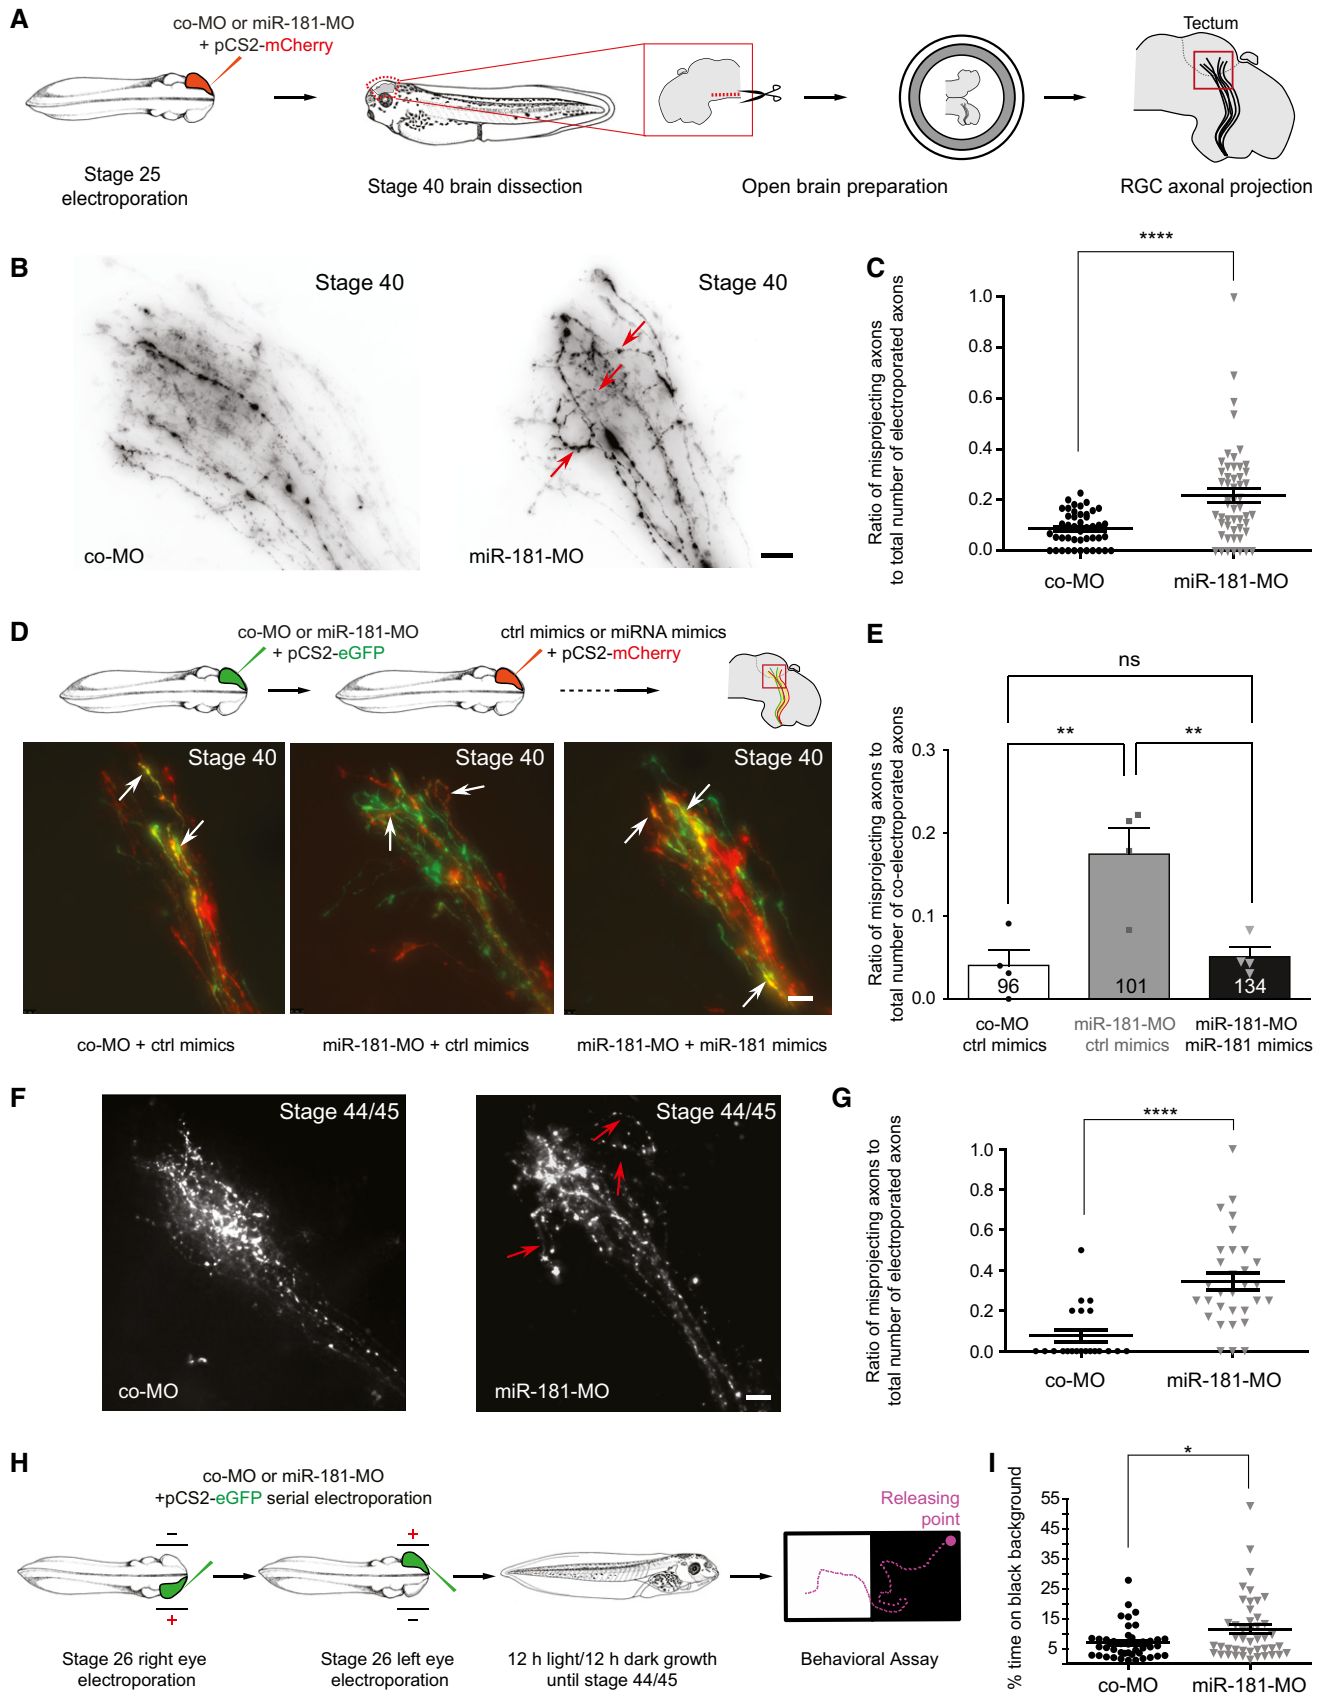 A
co-MO or miR-181-MO
+ pCS2-mCherry
Tectum
Stage 25
electroporation
Stage 40 brain dissection
Open brain preparation
RGC axonal projection
B
Stage 40
co-MO
Stage 40
miR-181-MO
C
****
Ratio of misprojecting axons
to total number of electroporated axons
1.0
0.8
0.6
0.4
0.2
0.0
co-MO
miR-181-MO
D
co-MO or miR-181-MO
+ pCS2-eGFP
ctrl mimics or miRNA mimics
+ pCS2-mCherry
Stage 40
Stage 40
Stage 40
co-MO + ctrl mimics
miR-181-MO + ctrl mimics
miR-181-MO + miR-181 mimics
E
ns
**
**
Ratio of misprojecting axons to
total number of co-electroporated axons
0.3
0.2
0.1
0.0
96
101
134
co-MO
ctrl mimics
miR-181-MO
ctrl mimics
miR-181-MO
miR-181 mimics
F
Stage 44/45
co-MO
Stage 44/45
miR-181-MO
G
****
Ratio of misprojecting axons to
total number of electroporated axons
1.0
0.8
0.6
0.4
0.2
0.0
co-MO
miR-181-MO
H
co-MO or miR-181-MO
+pCS2-eGFP serial electroporation
–
+
+
–
Releasing
point
Stage 26 right eye
electroporation
Stage 26 left eye
electroporation
12 h light/12 h dark growth
until stage 44/45
Behavioral Assay
I
*
% time on black background
55
45
35
15
5
co-MO
miR-181-MO